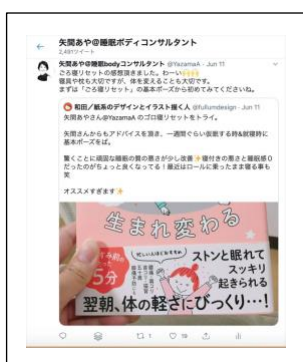 矢間あや@睡眠ボディコンサルタント
2,491ツイート
矢間あや@睡眠bodyコンサルタント @YazamaA · Jun 11
ごろ寝リセットの感想頂きました。わーい🙌🙌
寝具や枕も大切ですが、体を変えることも大切です。
まずは「ごろ寝リセット」の基本ポーズから始めてみてくださいね。
和田／紙系のデザインとイラスト描く人 @fullumdesign · Jun 11
矢間あやさん@YazamaA のゴロ寝リセットをトライ。
矢間さんからもアドバイスを頂き、一週間ぐらい仮眠する時&就寝時に
基本ポーズをば。
驚くことに頑固な睡眠の質の悪さが少し改善✨寝付きの悪さと睡眠感0
だったのがちょっと良くなってる！最近はロールに乗ったまま寝る事も
笑
オススメすぎます✨
生まれ変わる
5分
ストンと眠れて
スッキリ
起きられる
翌朝、体の軽さにびっくり…!
1
19